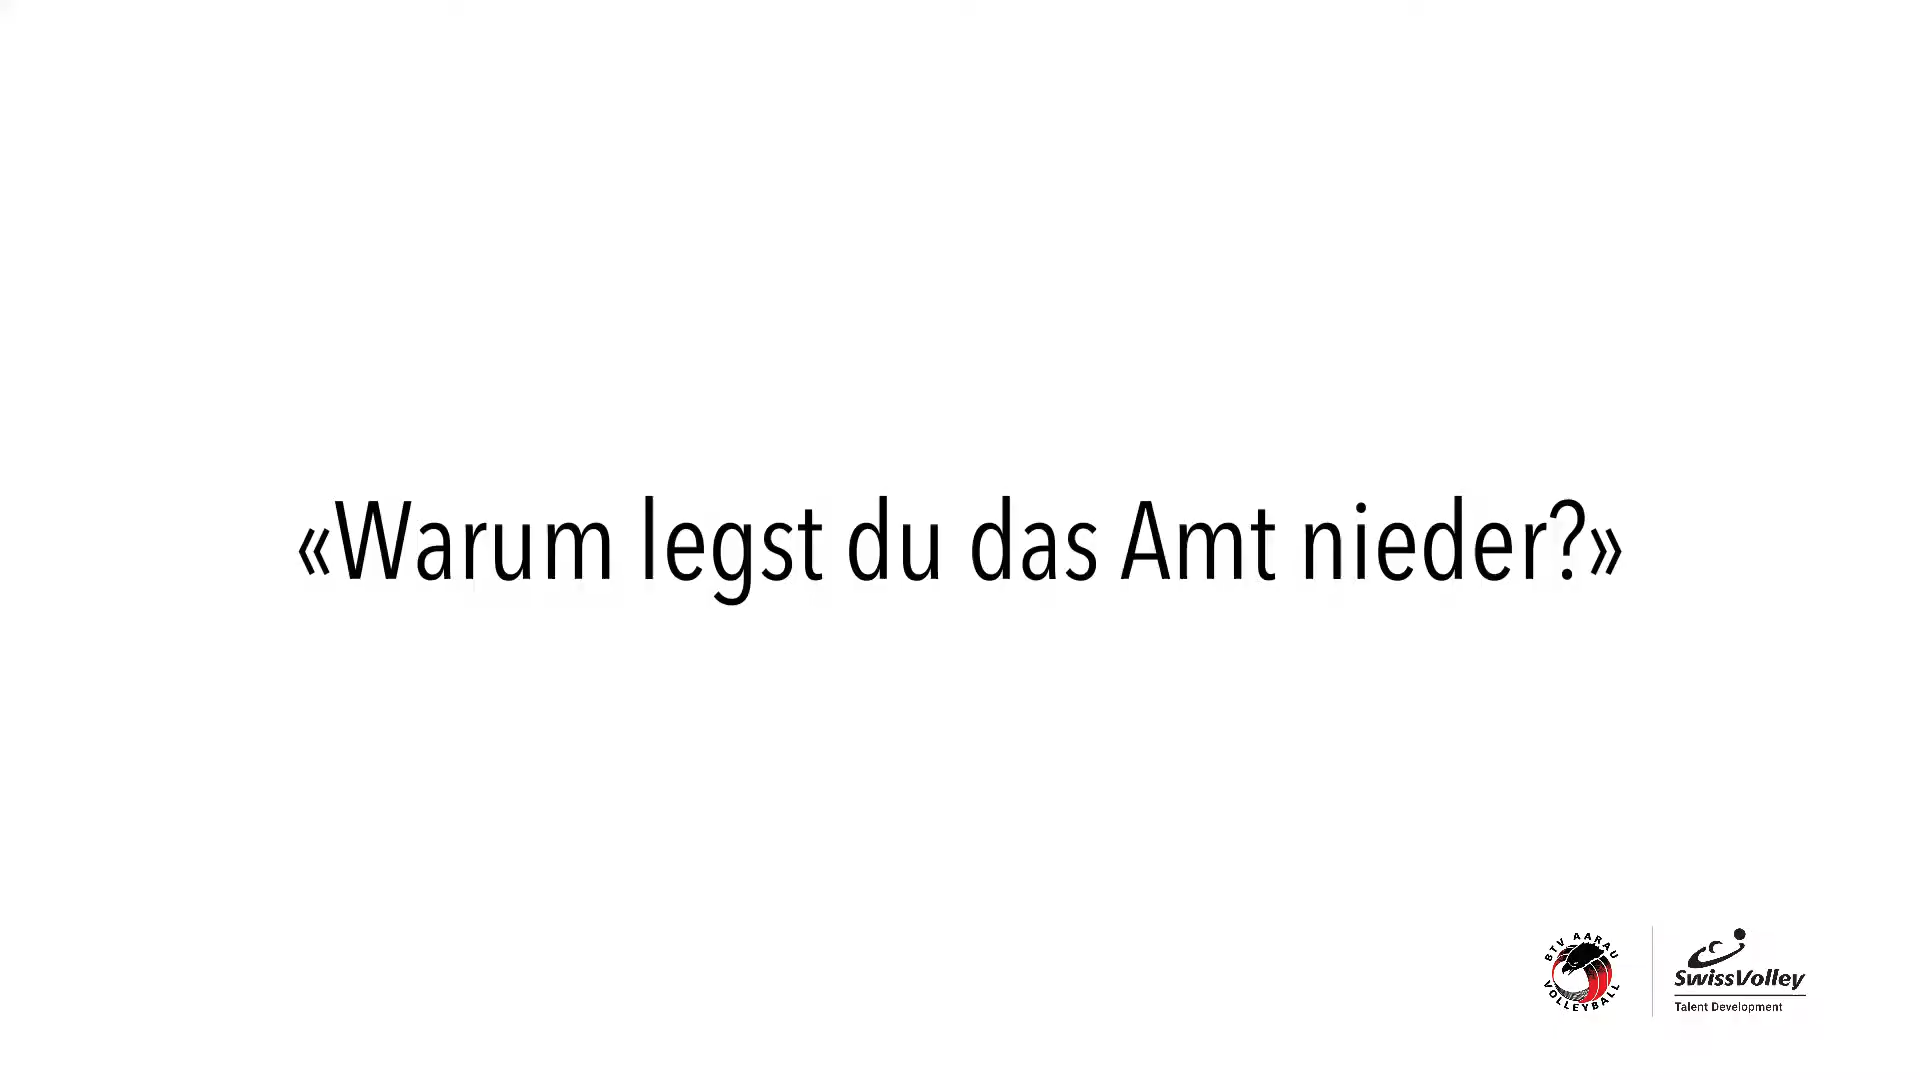 «Warum legst du das Amt nieder?»
BTV AARAU
VOLLEYBALL
SwissVolley
Talent Development